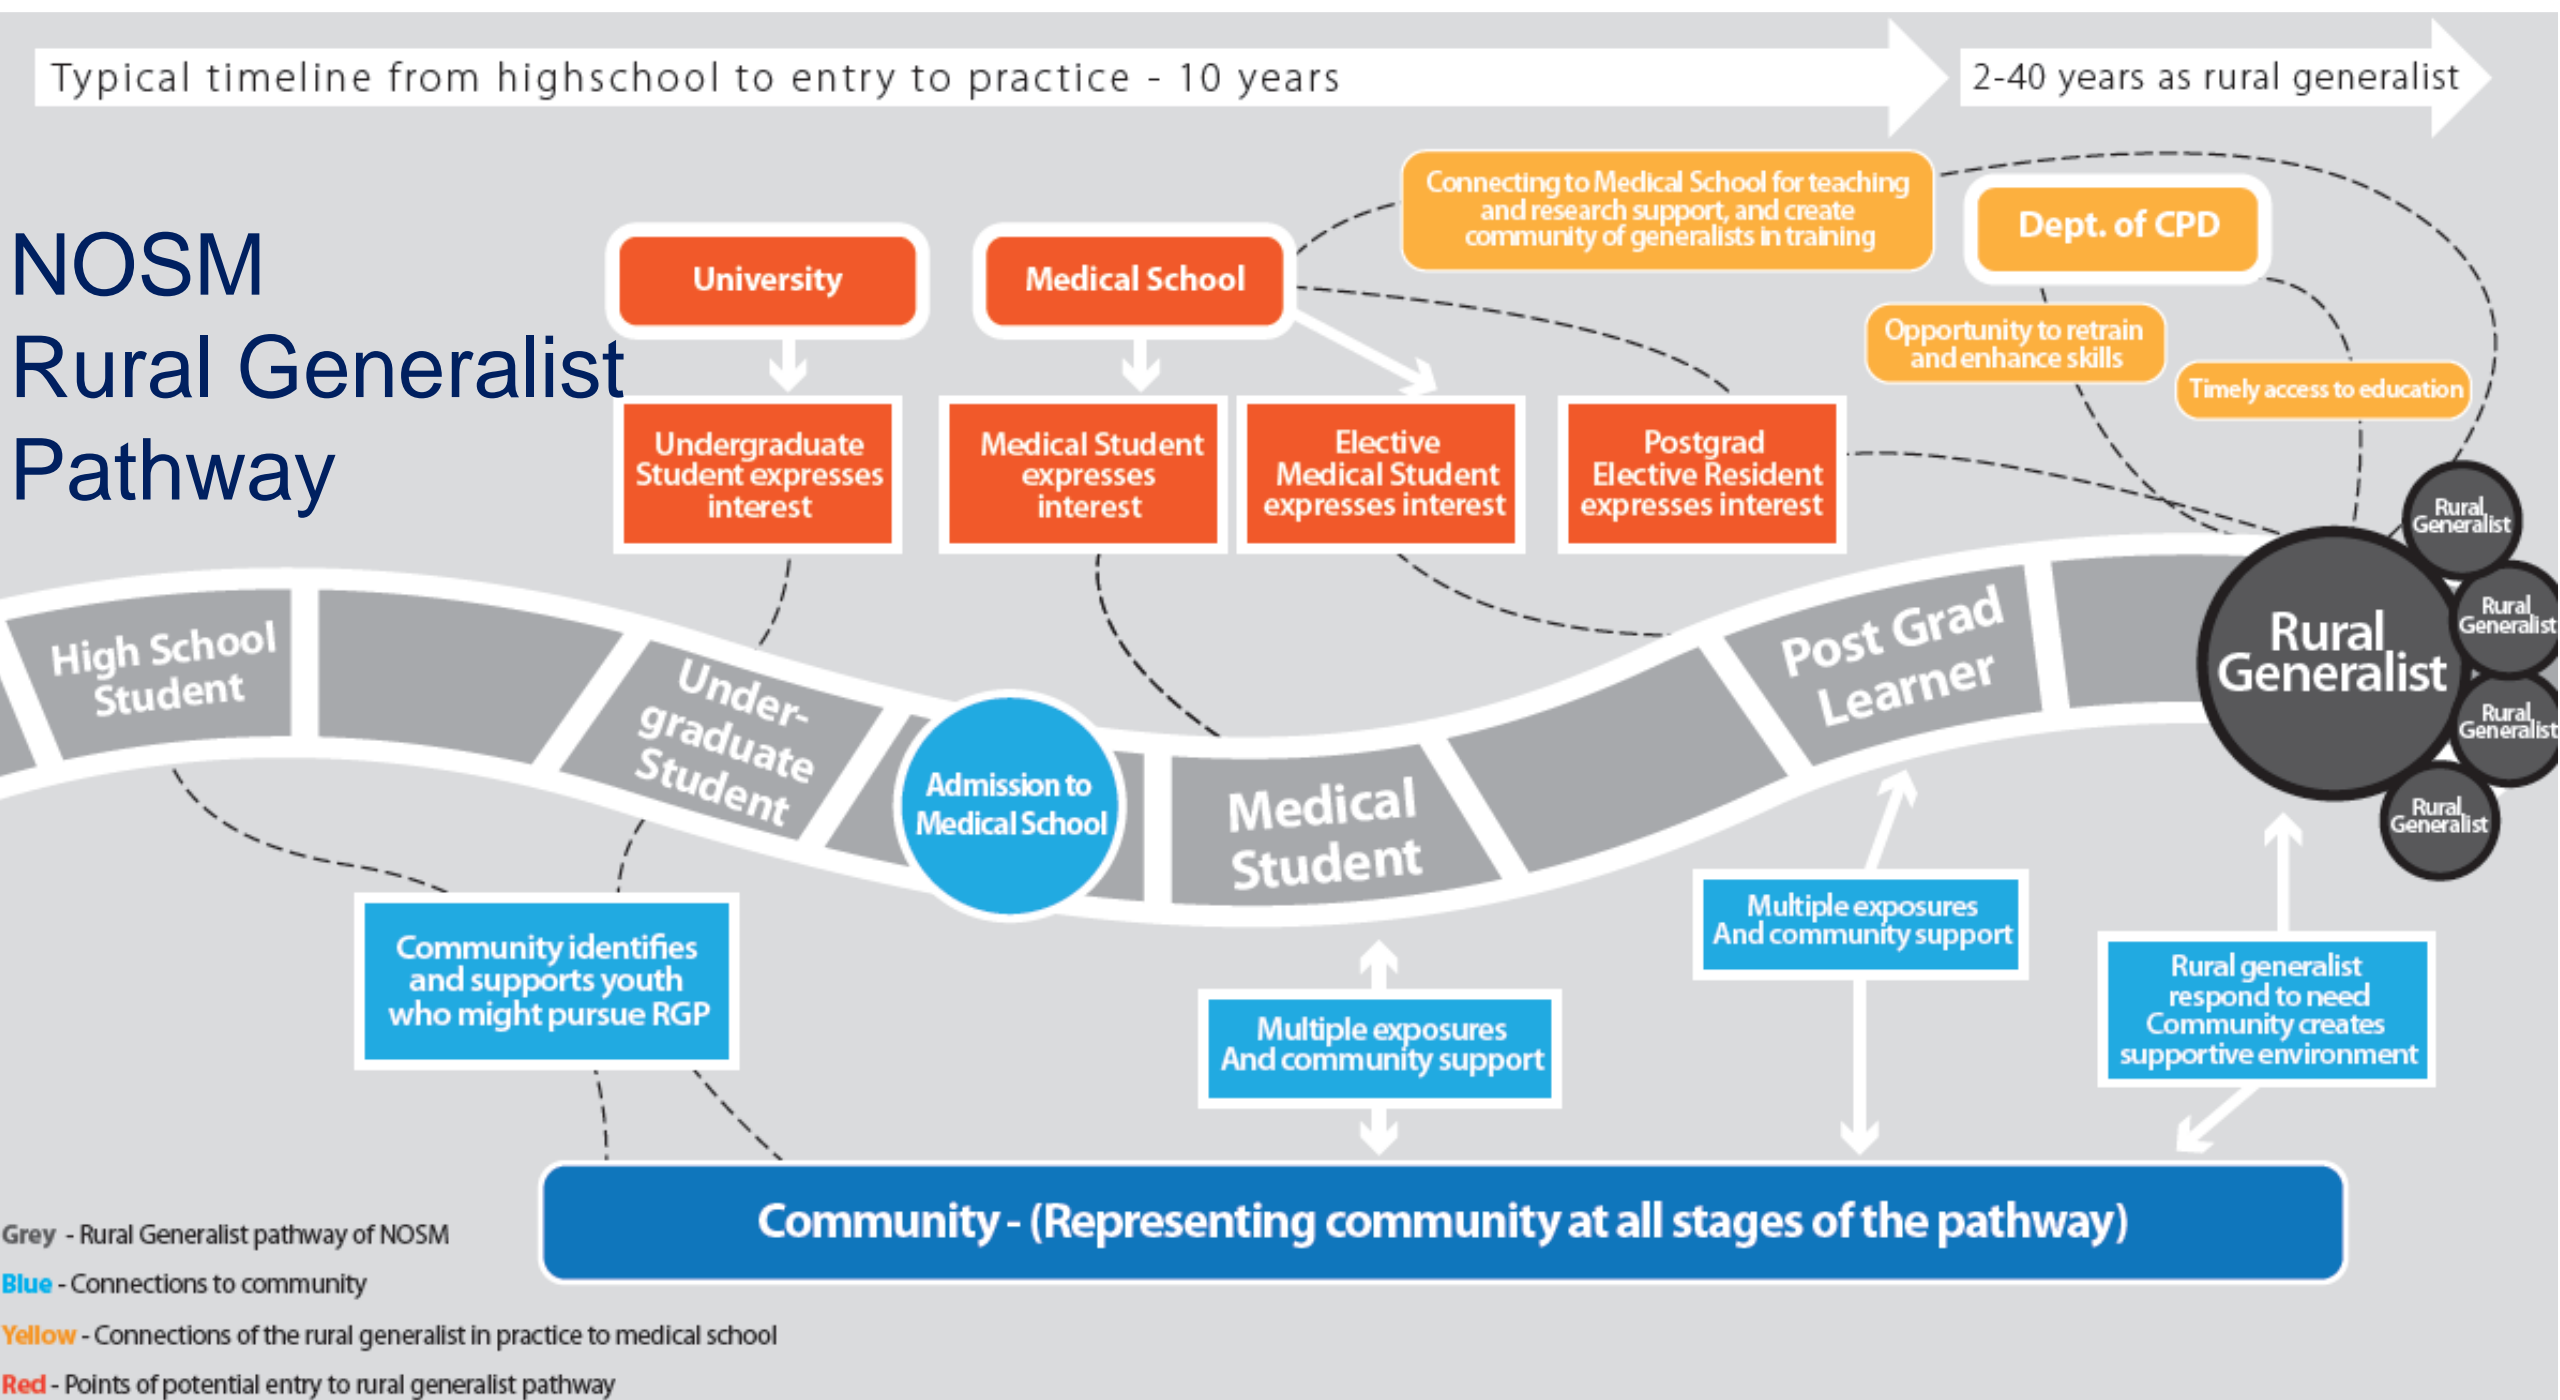 Typical timeline from highschool to entry to practice - 10 years
2-40 years as rural generalist
NOSM
Rural Generalist
Pathway
University
Medical School
Connecting to Medical School for teaching
and research support, and create
community of generalists in training
Dept. of CPD
Opportunity to retrain
and enhance skills
Timely access to education
Undergraduate
Student expresses
interest
Medical Student
expresses
interest
Elective
Medical Student
expresses interest
Postgrad
Elective Resident
expresses interest
High School
Student
Under-
graduate
Student
Admission to
Medical School
Medical
Student
Post Grad
Learner
Rural
Generalist
Rural
Generalist
Rural
Generalist
Rural
Generalist
Rural
Generalist
Community identifies
and supports youth
who might pursue RGP
Multiple exposures
And community support
Multiple exposures
And community support
Rural generalist
respond to need
Community creates
supportive environment
Community - (Representing community at all stages of the pathway)
Grey - Rural Generalist pathway of NOSM
Blue - Connections to community
Yellow - Connections of the rural generalist in practice to medical school
Red - Points of potential entry to rural generalist pathway